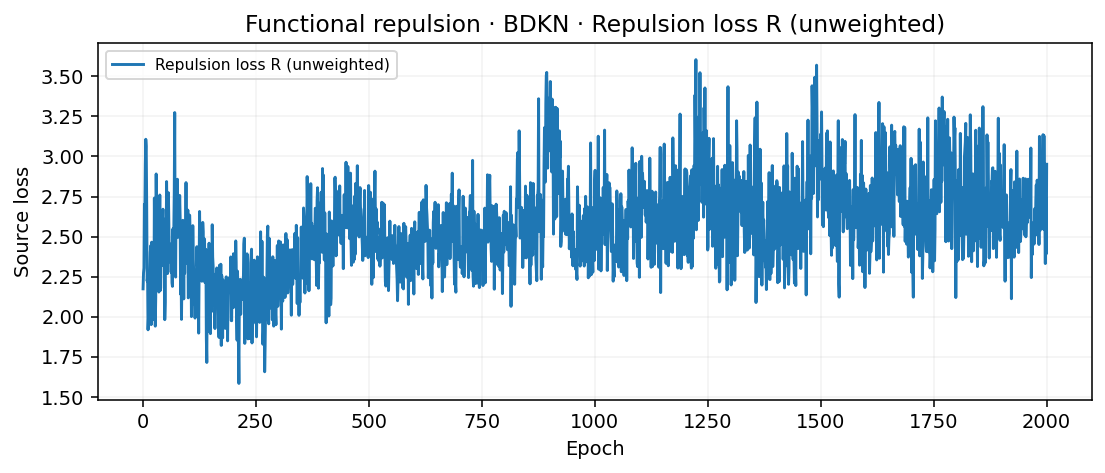 Functional repulsion · BDKN · Repulsion loss R (unweighted)
Repulsion loss R (unweighted)
Source loss
3.50
3.25
3.00
2.75
2.50
2.25
2.00
1.75
1.50
0 250 500 750 1000 1250 1500 1750 2000
Epoch